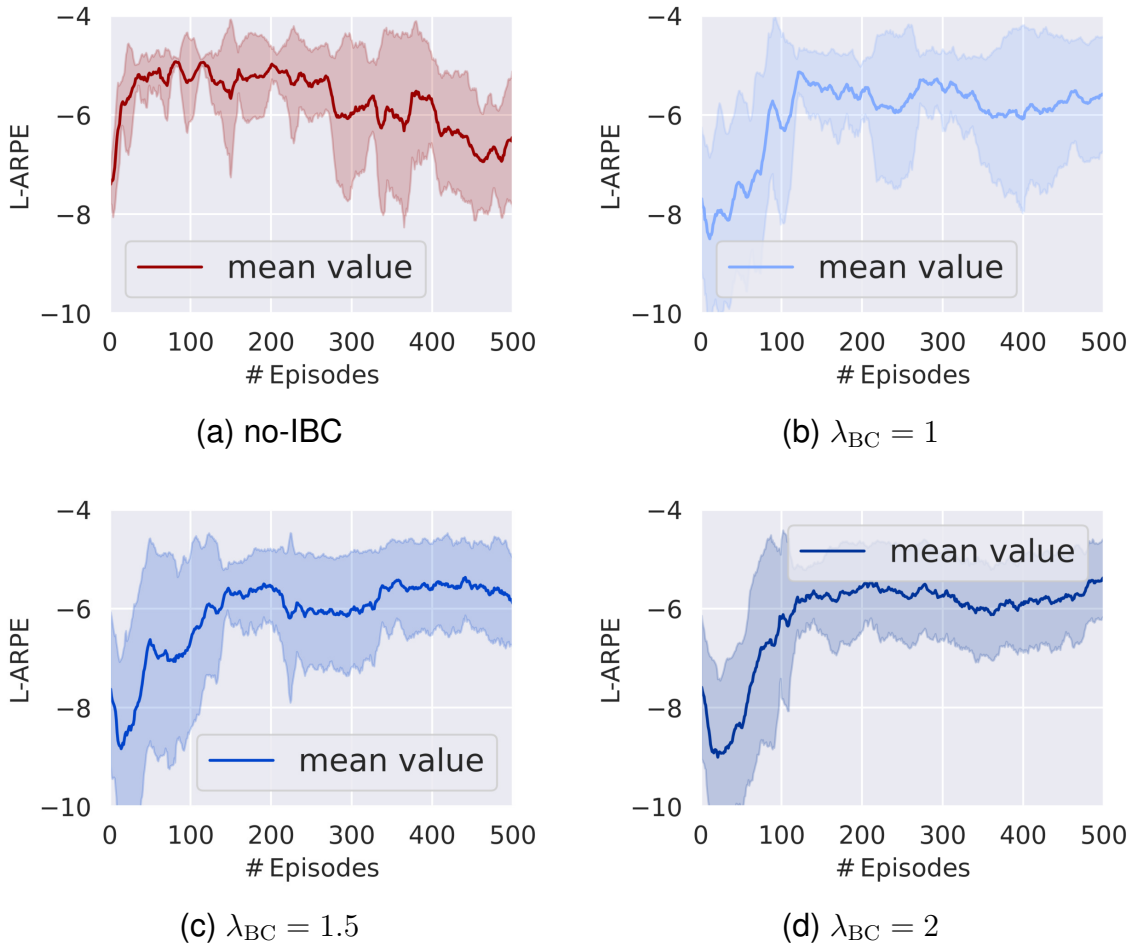 −4
−6
−8
−10
L-ARPE
mean value
0 100 200 300 400 500
# Episodes
(a) no-IBC
−4
−6
−8
−10
L-ARPE
mean value
0 100 200 300 400 500
# Episodes
(b) λBC = 1
−4
−6
−8
−10
L-ARPE
mean value
0 100 200 300 400 500
# Episodes
(c) λBC = 1.5
−4
−6
−8
−10
L-ARPE
mean value
0 100 200 300 400 500
# Episodes
(d) λBC = 2